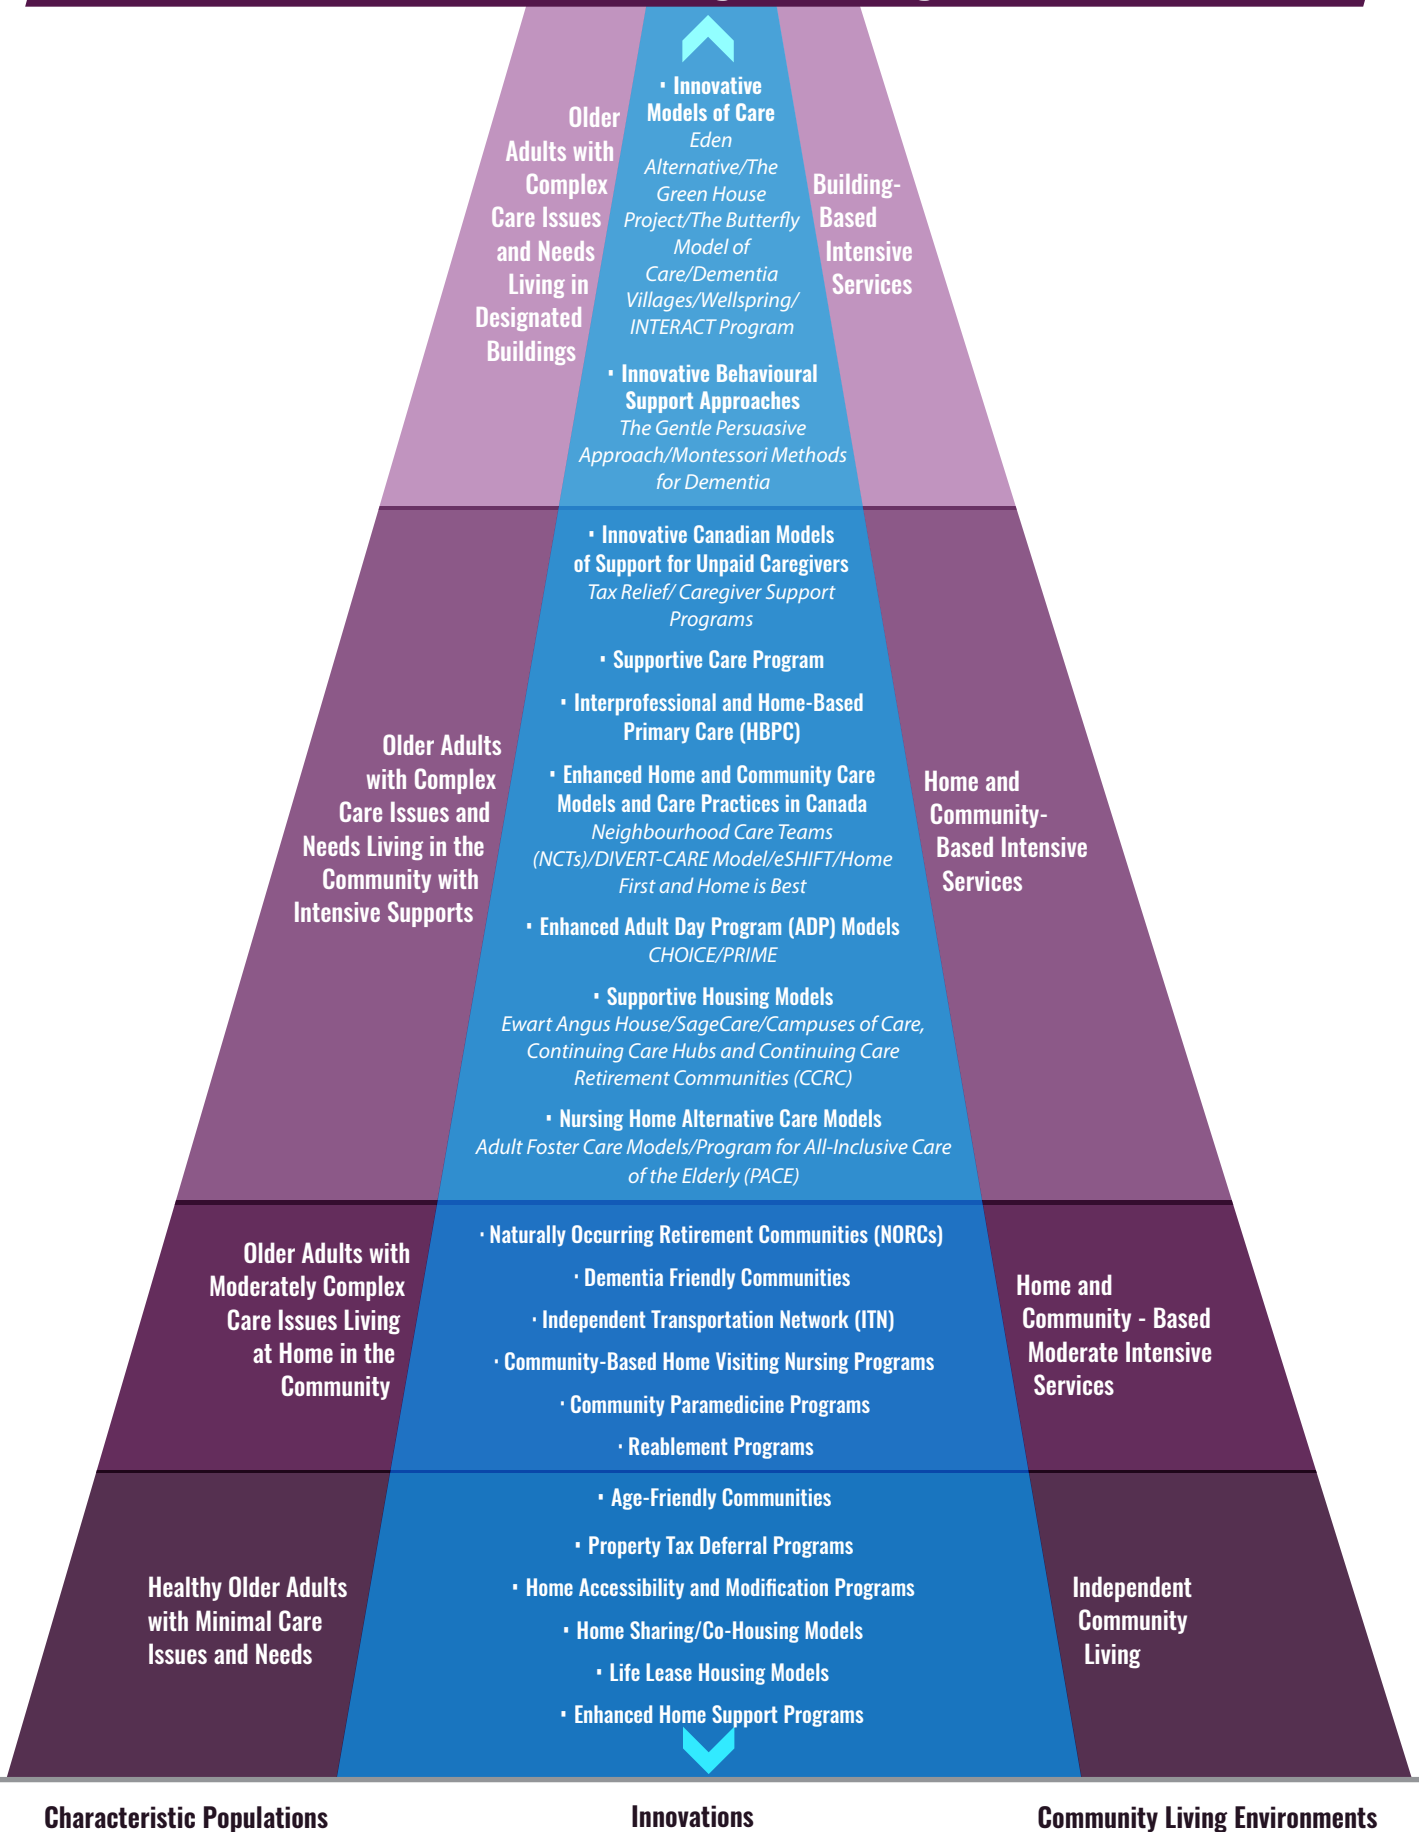 Older
Adults with
Complex
Care Issues
and Needs
Living in
Designated
Buildings
· Innovative
Models of Care
Eden
Alternative/The
Green House
Project/The Butterfly
Model of
Care/Dementia
Villages/Wellspring/
INTERACT Program
· Innovative Behavioural
Support Approaches
The Gentle Persuasive
Approach/Montessori Methods
for Dementia
Building-
Based
Intensive
Services
Older Adults
with Complex
Care Issues and
Needs Living in the
Community with
Intensive Supports
· Innovative Canadian Models
of Support for Unpaid Caregivers
Tax Relief/ Caregiver Support
Programs
· Supportive Care Program
· Interprofessional and Home-Based
Primary Care (HBPC)
· Enhanced Home and Community Care
Models and Care Practices in Canada
Neighbourhood Care Teams
(NCTs)/DIVERT-CARE Model/eSHIFT/Home
First and Home is Best
· Enhanced Adult Day Program (ADP) Models
CHOICE/PRIME
· Supportive Housing Models
Ewart Angus House/SageCare/Campuses of Care,
Continuing Care Hubs and Continuing Care
Retirement Communities (CCRC)
· Nursing Home Alternative Care Models
Adult Foster Care Models/Program for All-Inclusive Care
of the Elderly (PACE)
Home and
Community-
Based Intensive
Services
Older Adults with
Moderately Complex
Care Issues Living
at Home in the
Community
· Naturally Occurring Retirement Communities (NORCs)
· Dementia Friendly Communities
· Independent Transportation Network (ITN)
· Community-Based Home Visiting Nursing Programs
· Community Paramedicine Programs
· Reablement Programs
Home and
Community - Based
Moderate Intensive
Services
Healthy Older Adults
with Minimal Care
Issues and Needs
· Age-Friendly Communities
· Property Tax Deferral Programs
· Home Accessibility and Modification Programs
· Home Sharing/Co-Housing Models
· Life Lease Housing Models
· Enhanced Home Support Programs
Independent
Community
Living
Characteristic Populations
Innovations
Community Living Environments